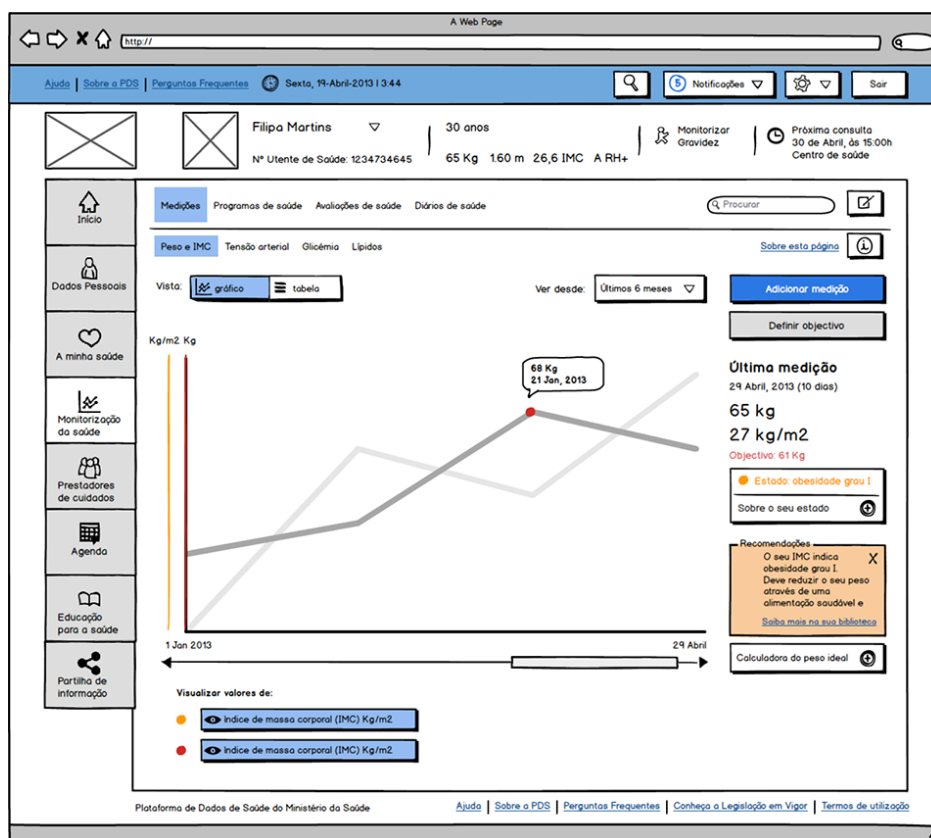 A Web Page
http://
Ajuda | Sobre a PDS | Perguntas Frequentes
Sexta, 19-Abril-2013 | 3:44
5 Notificações
Sair
Filipa Martins
Nº Utente de Saúde: 1234734645
30 anos
65 Kg 160 m 26,6 IMC A RH+
Monitorizar
Gravidez
Próxima consulta
30 de Abril, às 15:00h
Centro de saúde
Início
Dados Pessoais
A minha saúde
Monitorização
da saúde
Prestadores
de cuidados
Agenda
Educação
para a saúde
Partilha de
informação
Medições Programas de saúde Avaliações de saúde Diários de saúde
Procurar
Peso e IMC Tensão arterial Glicémia Lípidos
Sobre esta página
Vista: gráfico tabela
Ver desde: Últimos 6 meses
Adicionar medição
Definir objectivo
Kg/m2 Kg
68 Kg
21 Jan, 2013
1 Jan 2013
29 Abril
Última medição
29 Abril, 2013 (10 dias)
65 kg
27 kg/m2
Objectivo: 61 Kg
Estado: obesidade grau I
Sobre o seu estado
Recomendações
O seu IMC indica
obesidade grau I.
Deve reduzir o seu peso
através de uma
alimentação saudável e
Saiba mais na sua biblioteca
Calculadora do peso ideal
Visualizar valores de:
Indice de massa corporal (IMC) Kg/m2
Indice de massa corporal (IMC) Kg/m2
Plataforma de Dados de Saúde do Ministério da Saúde
Ajuda | Sobre a PDS | Perguntas Frequentes | Conheça a Legislação em Vigor | Termos de utilização